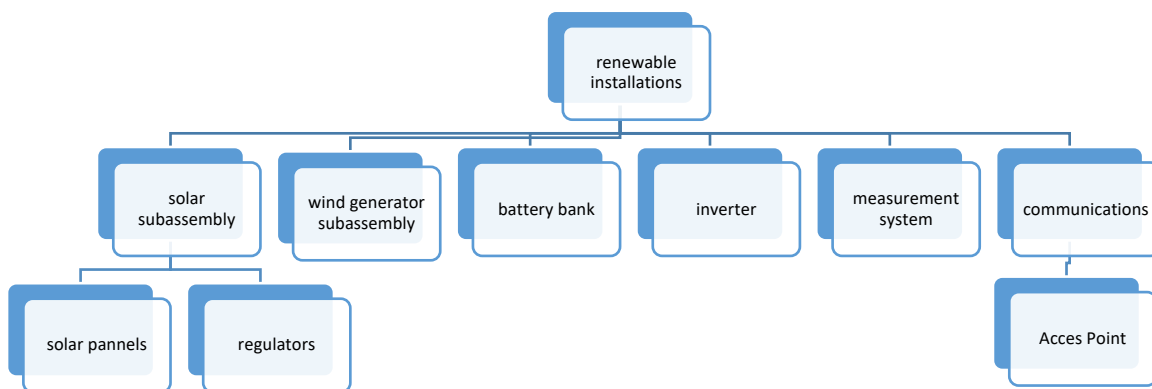 renewable
installations
solar
subassembly
wind generator
subassembly
battery bank
inverter
measurement
system
communications
solar pannels
regulators
Acces Point